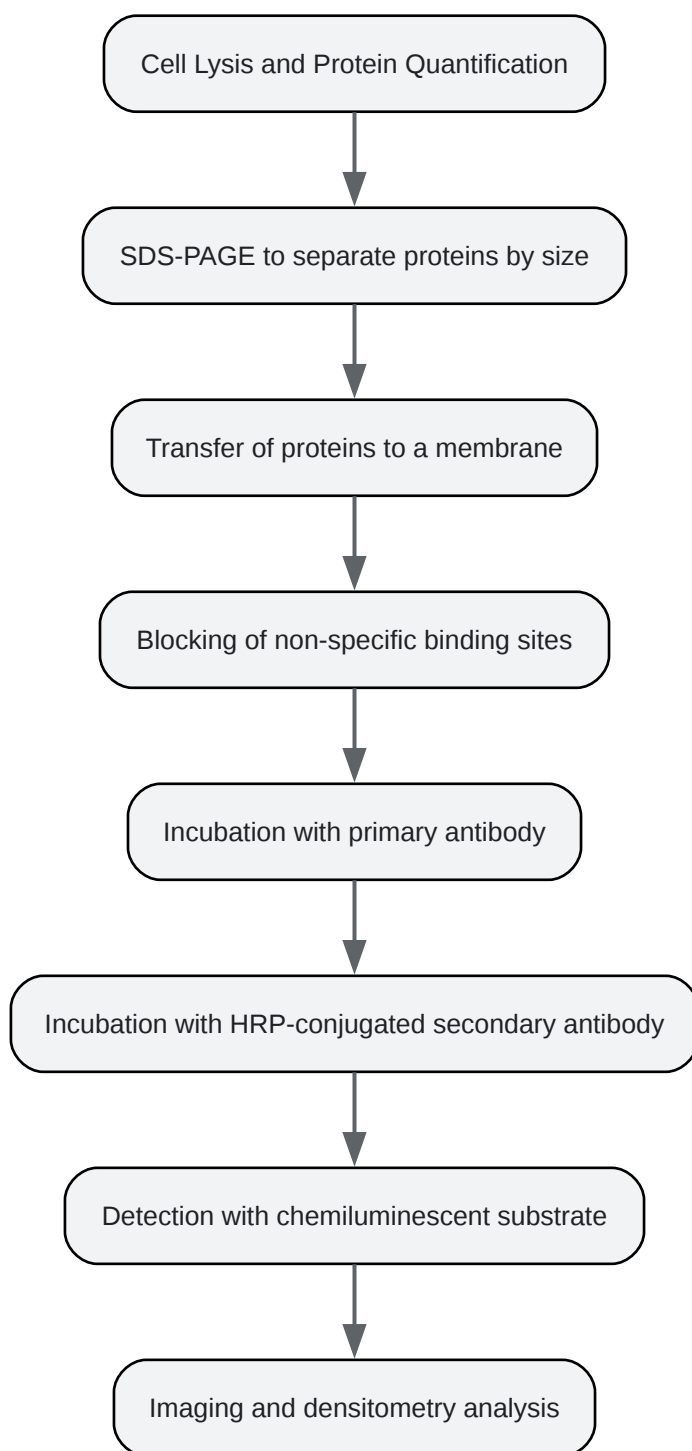 Cell Lysis and Protein Quantification
SDS-PAGE to separate proteins by size
Transfer of proteins to a membrane
Blocking of non-specific binding sites
Incubation with primary antibody
Incubation with HRP-conjugated secondary antibody
Detection with chemiluminescent substrate
Imaging and densitometry analysis